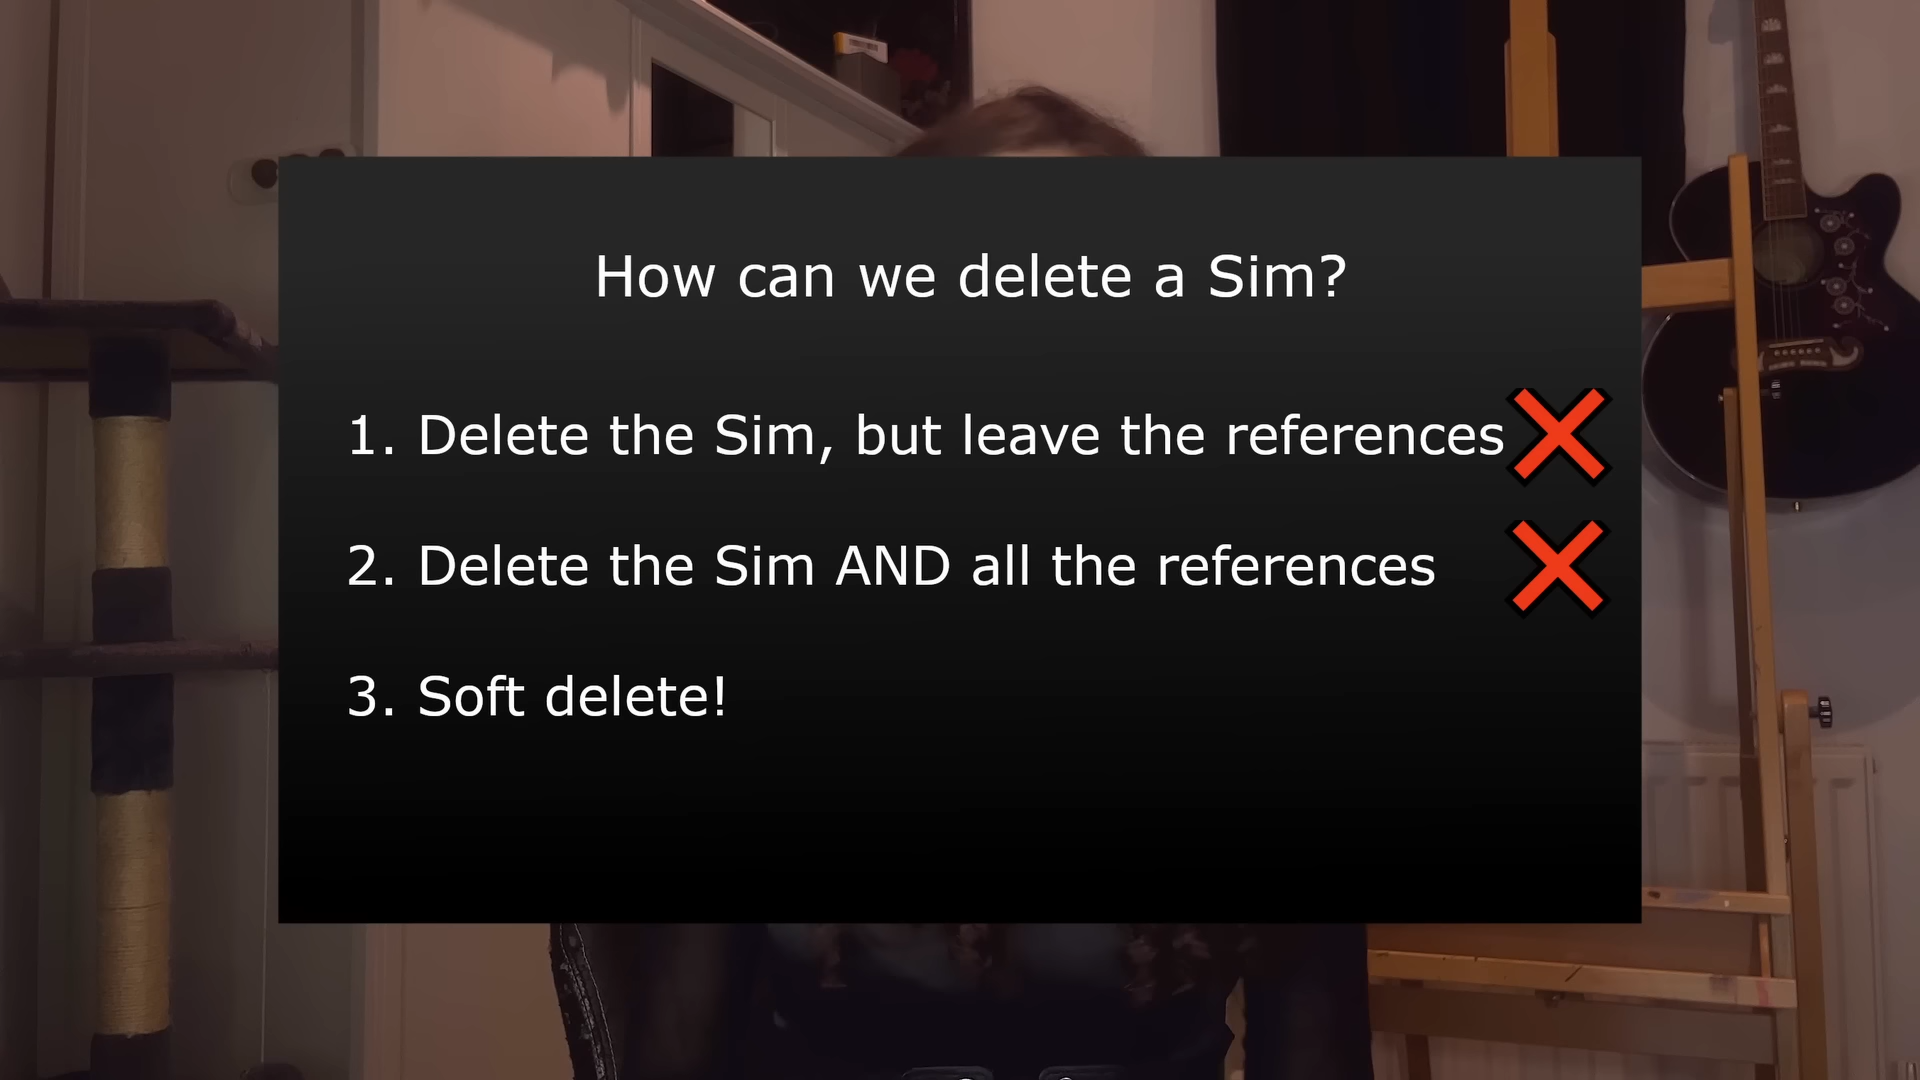 How can we delete a Sim?
1. Delete the Sim, but leave the references
2. Delete the Sim AND all the references
3. Soft delete!